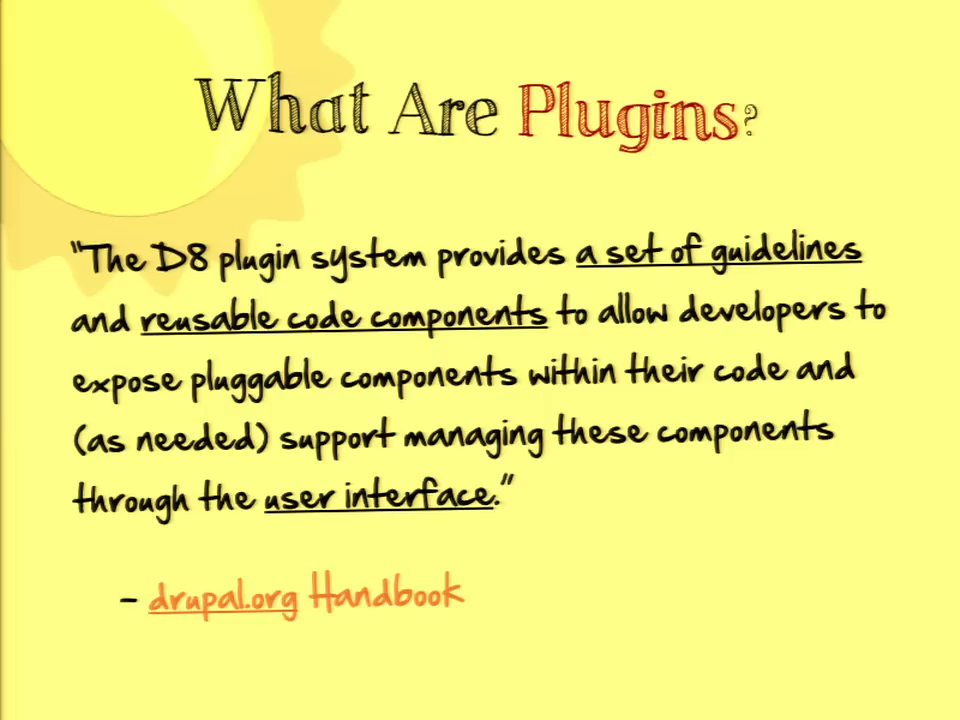 What Are Plugins?
"The D8 plugin system provides a set of guidelines
and reusable code components to allow developers to
expose pluggable components within their code and
(as needed) support managing these components
through the user interface."
- drupal.org Handbook